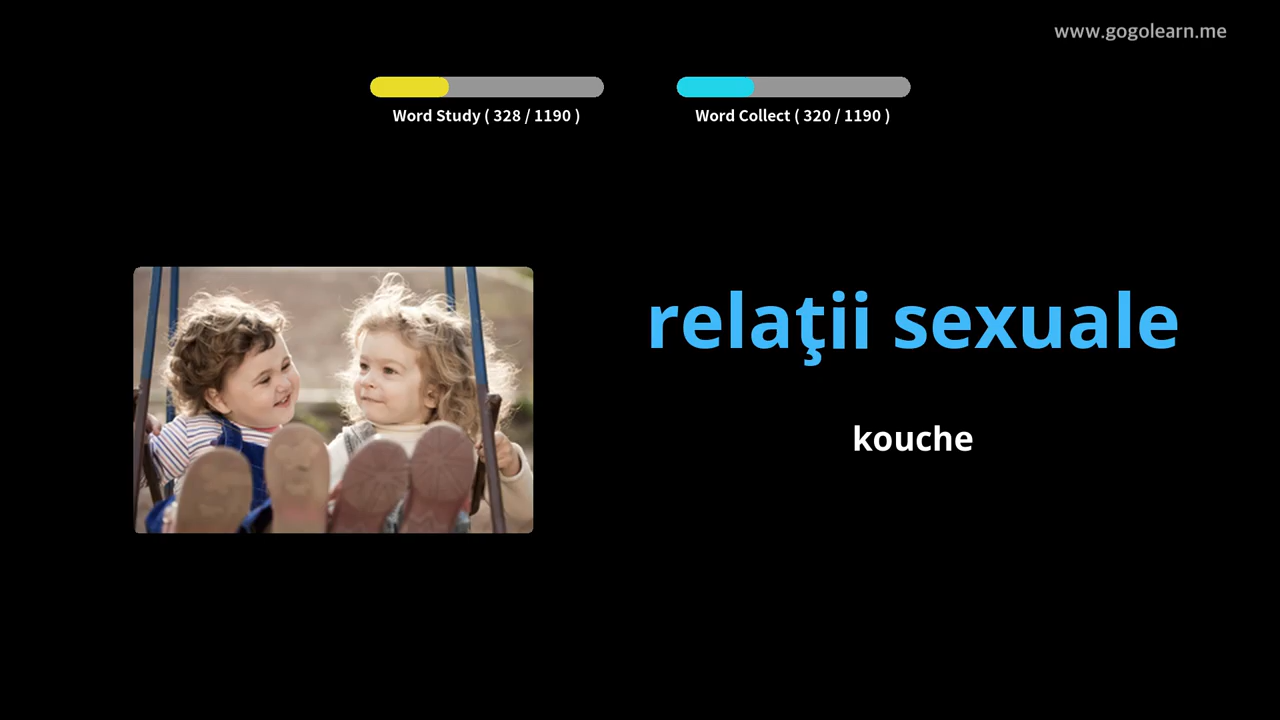 www.gogolearn.me
Word Study ( 328 / 1190 )
Word Collect ( 320 / 1190 )
relaţii sexuale
kouche